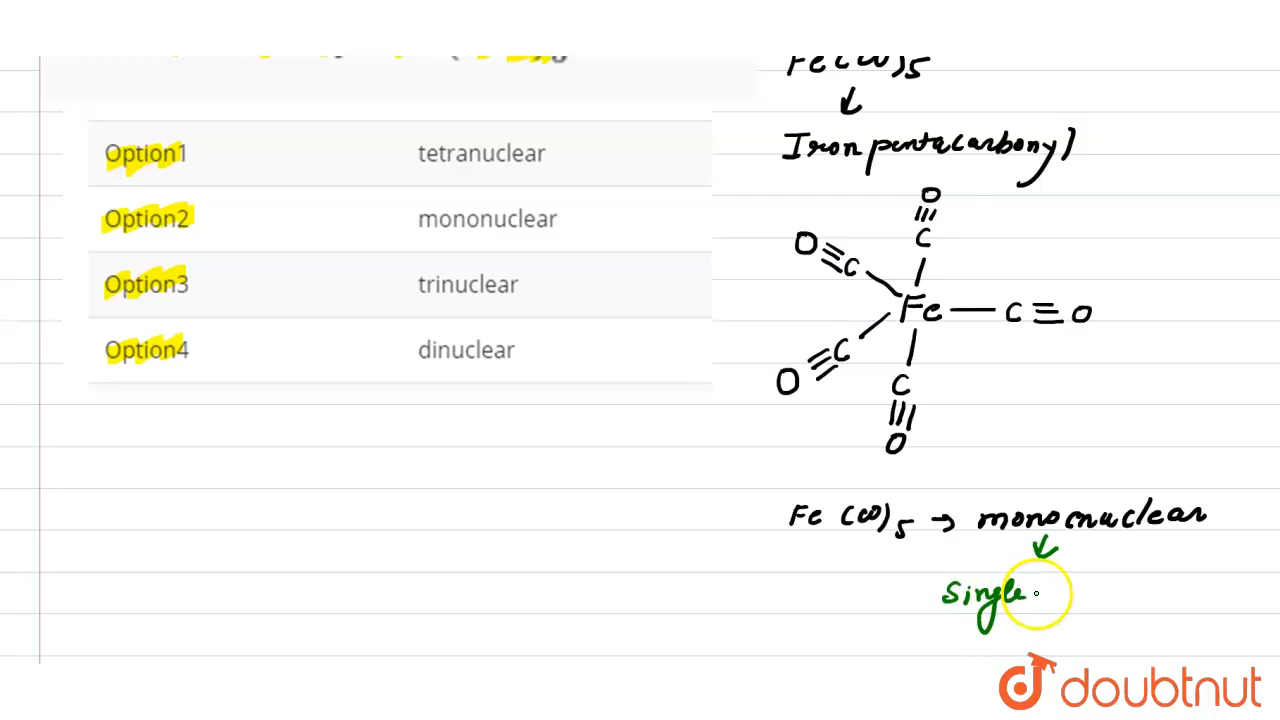 Fe(CO)5
Option1 tetranuclear
Option2 mononuclear
Option3 trinuclear
Option4 dinuclear
Iron pentacarbonyl
O
C
O≡C
Fe—C≡O
O≡C
C
O
Fe (CO)5 → mononuclear
Single
doubtnut